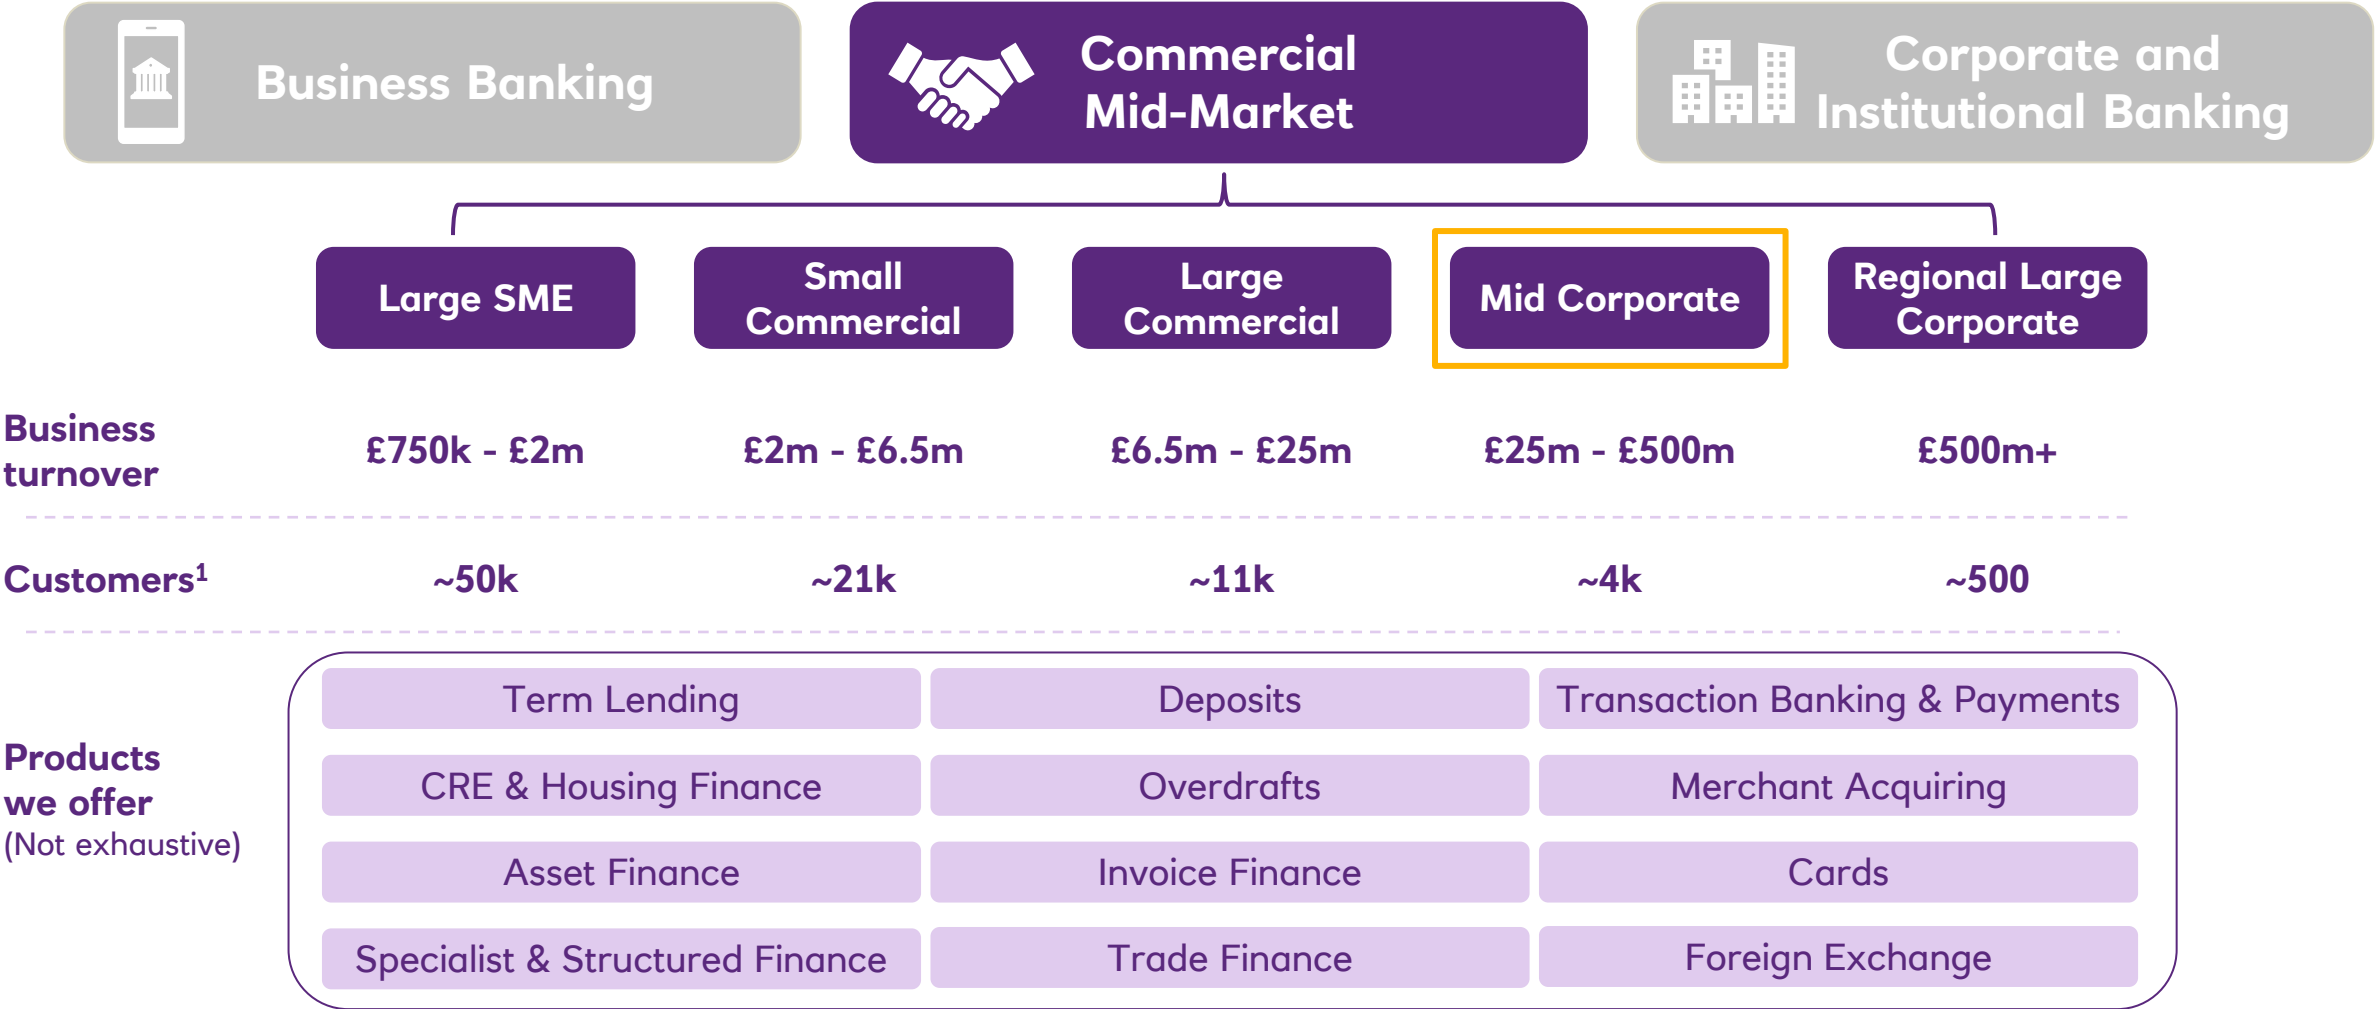 Business Banking
Commercial
Mid-Market
Corporate and
Institutional Banking
Large SME
Small
Commercial
Large
Commercial
Mid Corporate
Regional Large
Corporate
Business
turnover
£750k - £2m
£2m - £6.5m
£6.5m - £25m
£25m - £500m
£500m+
Customers¹
~50k
~21k
~11k
~4k
~500
Products
we offer
(Not exhaustive)
Term Lending
Deposits
Transaction Banking & Payments
CRE & Housing Finance
Overdrafts
Merchant Acquiring
Asset Finance
Invoice Finance
Cards
Specialist & Structured Finance
Trade Finance
Foreign Exchange